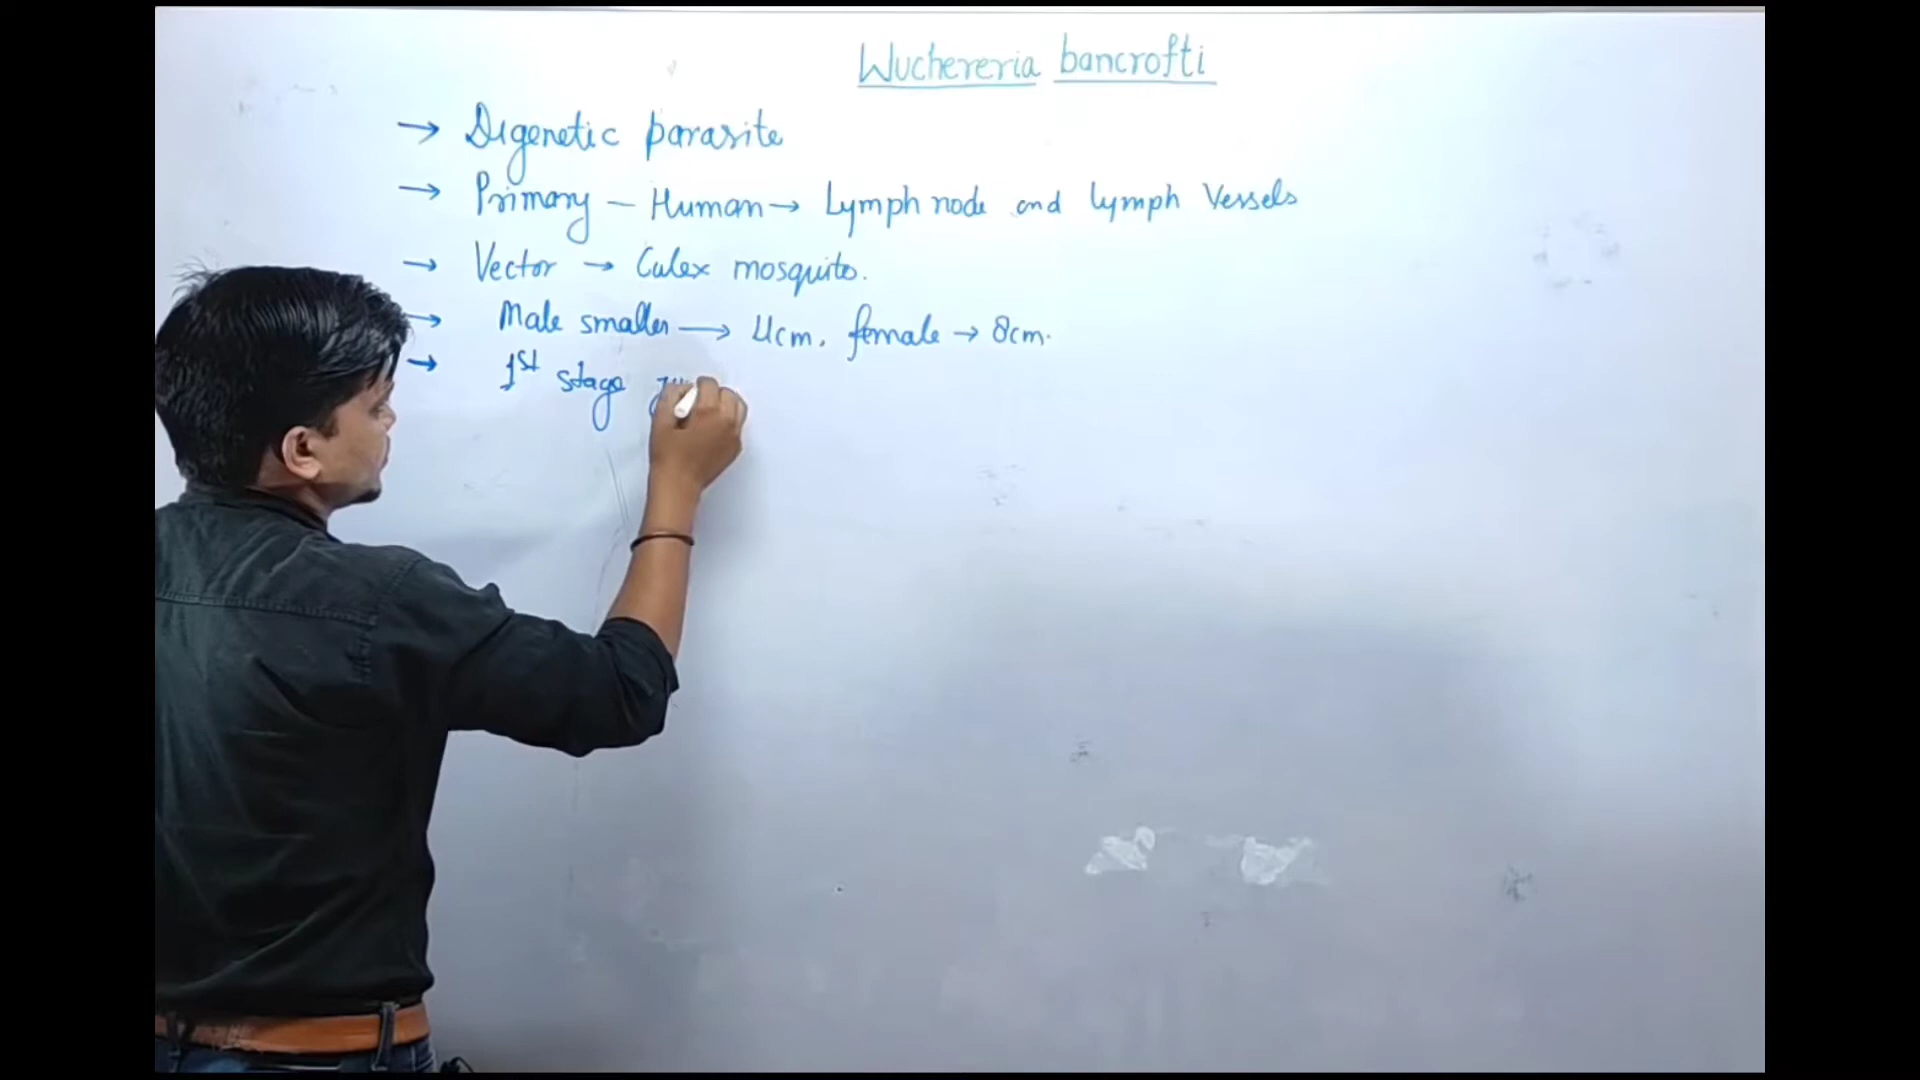 Wuchereria bancrofti
→ Digenetic parasite
→ Primary – Human → Lymph node and lymph Vessels
→ Vector → Culex mosquito.
→ Male smaller → 4cm, female → 8cm.
→ 1st stage